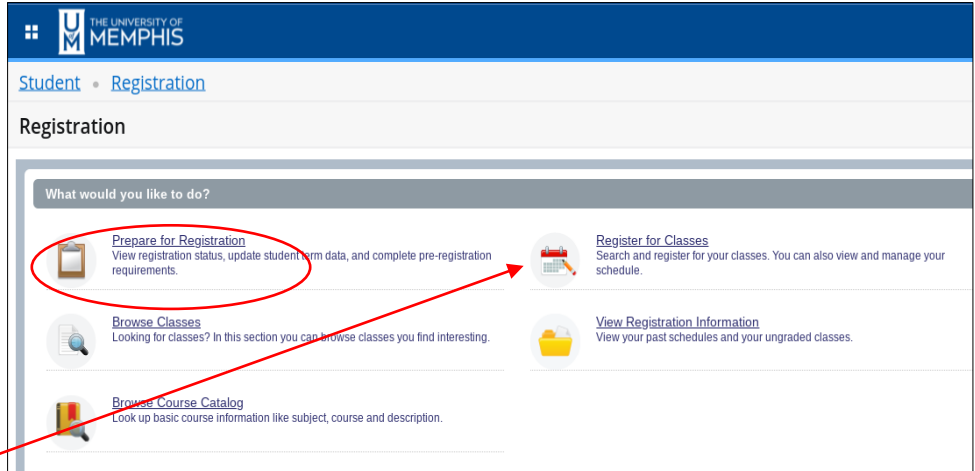 THE UNIVERSITY OF
MEMPHIS
Student • Registration
Registration
What would you like to do?
Prepare for Registration
View registration status, update student term data, and complete pre-registration
requirements.
Register for Classes
Search and register for your classes. You can also view and manage your
schedule.
Browse Classes
Looking for classes? In this section you can browse classes you find interesting.
View Registration Information
View your past schedules and your ungraded classes.
Browse Course Catalog
Look up basic course information like subject, course and description.